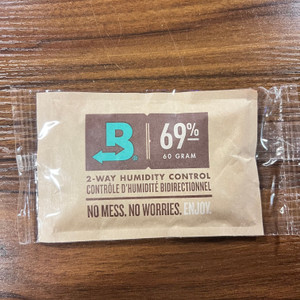 B 69%
60 GRAM
2-WAY HUMIDITY CONTROL
CONTRÔLE D'HUMIDITÉ BIDIRECTIONNEL
NO MESS. NO WORRIES. ENJOY.